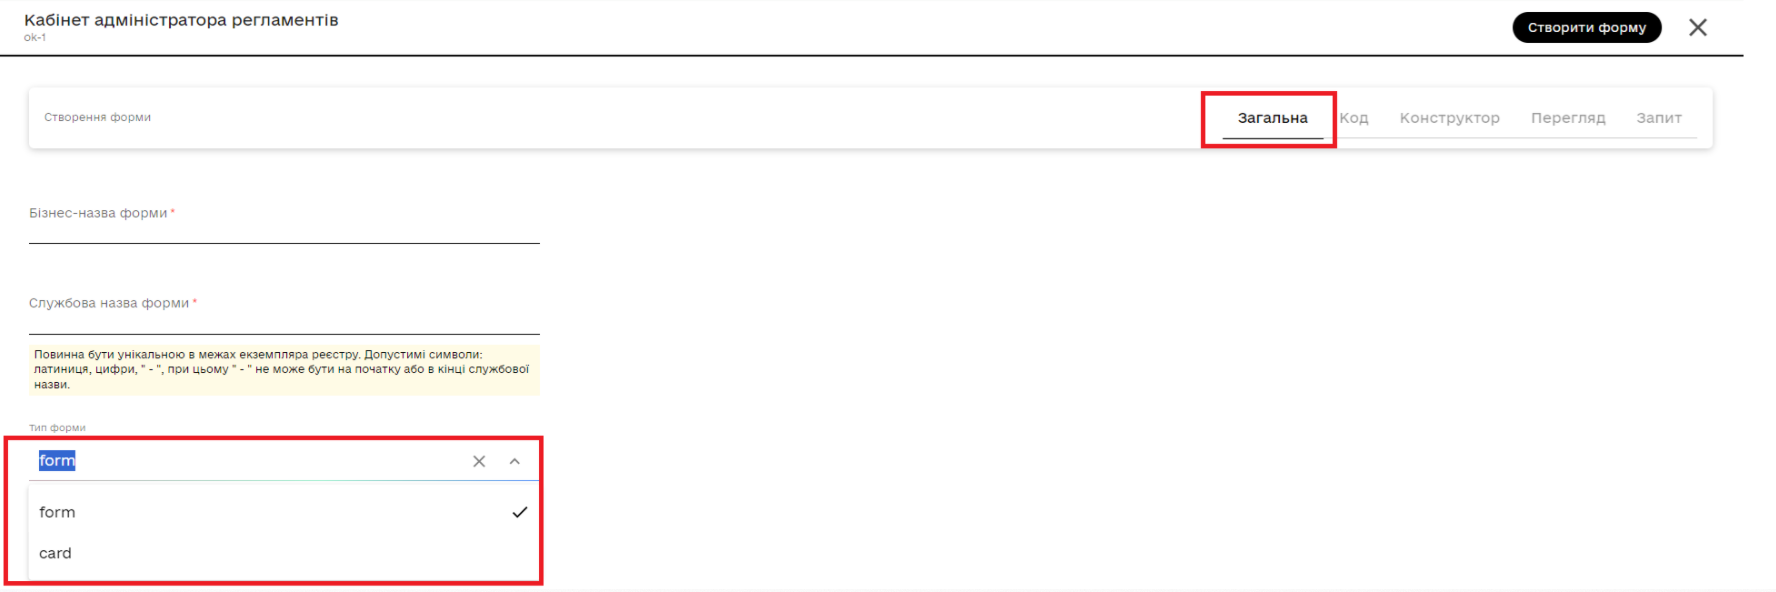 Кабінет адміністратора регламентів
ok-1
Створити форму
Створення форми
Загальна Код Конструктор Перегляд Запит
Бізнес-назва форми *
Службова назва форми *
Повинна бути унікальною в межах екземпляра реєстру. Допустимі символи:
латиниця, цифри, " - ", при цьому " - " не може бути на початку або в кінці службової
назви.
Тип форми
form
form
card